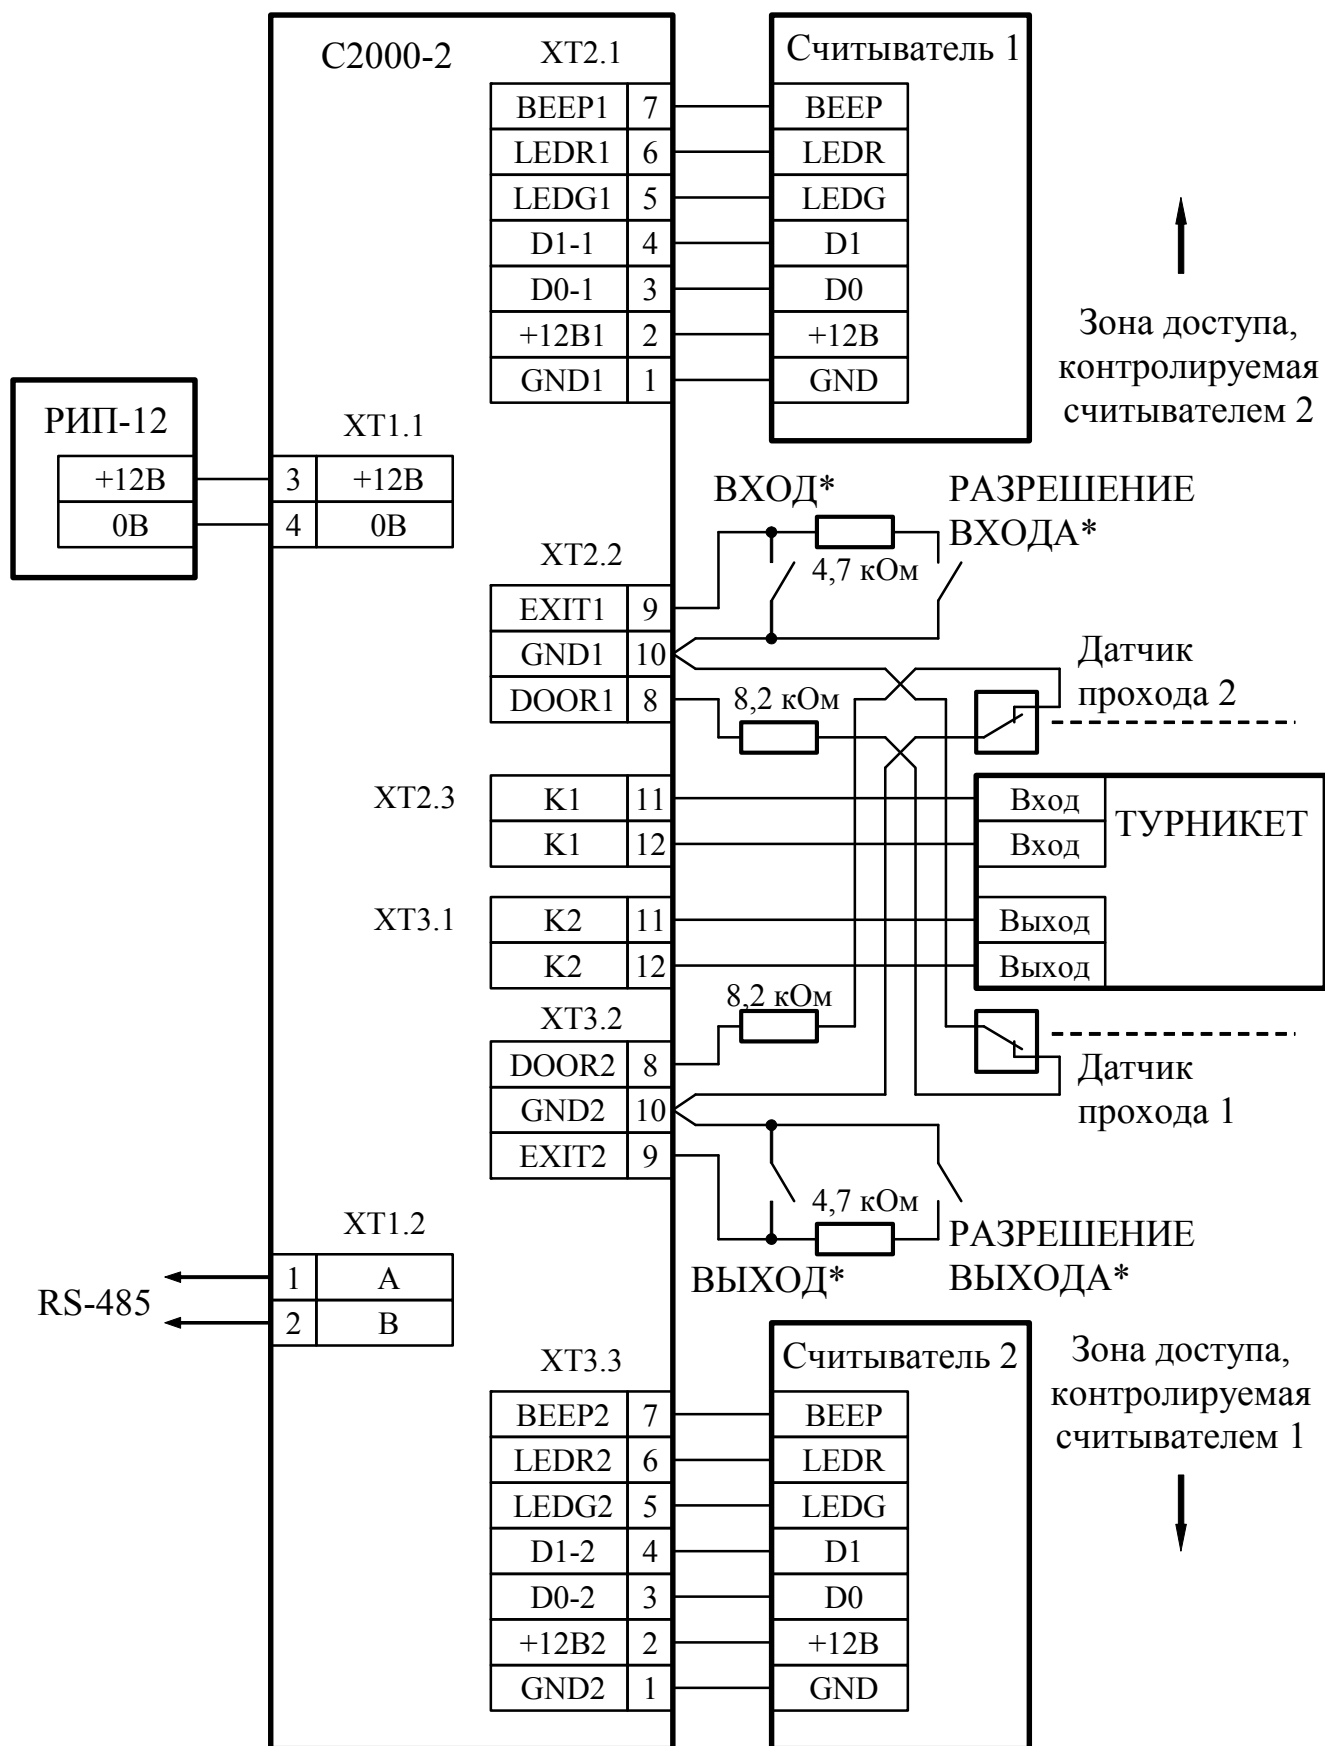 С2000-2
XT2.1
BEEP1 7
LEDR1 6
LEDG1 5
D1-1 4
D0-1 3
+12В1 2
GND1 1
Считыватель 1
BEEP
LEDR
LEDG
D1
D0
+12В
GND
Зона доступа,
контролируемая
считывателем 2
РИП-12
+12В
0В
XT1.1
3 +12В
4 0В
ВХОД*
РАЗРЕШЕНИЕ
ВХОДА*
4,7 кОм
XT2.2
EXIT1 9
GND1 10
DOOR1 8
8,2 кОм
Датчик
прохода 2
XT2.3
K1 11
K1 12
Вход
Вход
ТУРНИКЕТ
XT3.1
K2 11
K2 12
Выход
Выход
8,2 кОм
XT3.2
DOOR2 8
GND2 10
EXIT2 9
Датчик
прохода 1
4,7 кОм
ВЫХОД*
РАЗРЕШЕНИЕ
ВЫХОДА*
XT1.2
1 A
2 B
RS-485
XT3.3
BEEP2 7
LEDR2 6
LEDG2 5
D1-2 4
D0-2 3
+12В2 2
GND2 1
Считыватель 2
BEEP
LEDR
LEDG
D1
D0
+12В
GND
Зона доступа,
контролируемая
считывателем 1